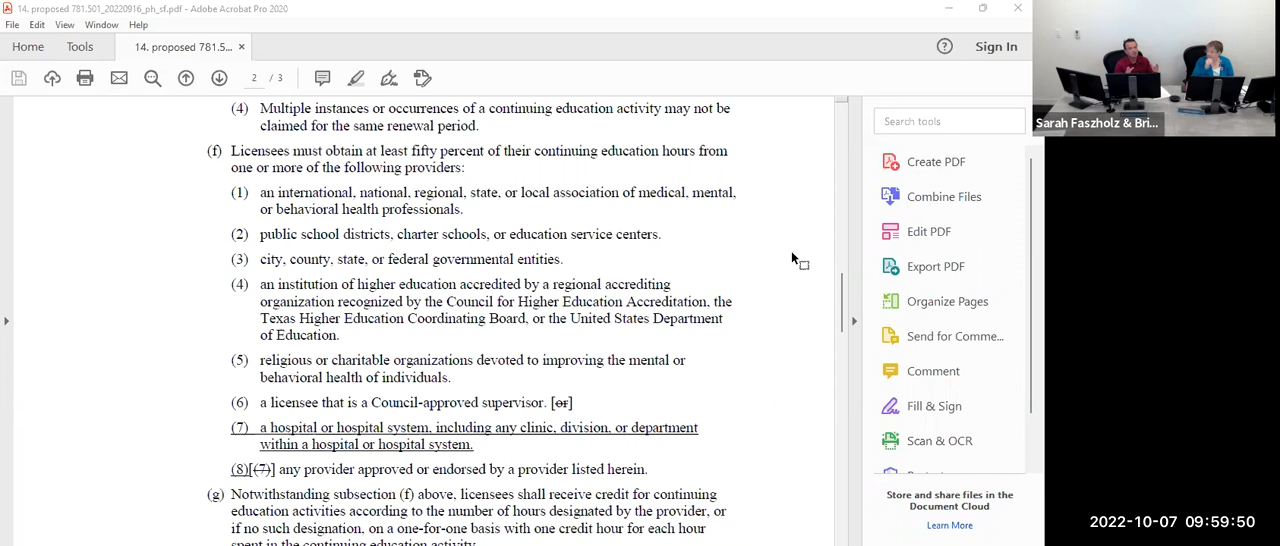 14. proposed 781.501_20220916_ph_sf.pdf - Adobe Acrobat Pro 2020
File Edit View Window Help
Home Tools 14. proposed 781.5... × Sign In
2 / 3
(4) Multiple instances or occurrences of a continuing education activity may not be
claimed for the same renewal period.
(f) Licensees must obtain at least fifty percent of their continuing education hours from
one or more of the following providers:
(1) an international, national, regional, state, or local association of medical, mental,
or behavioral health professionals.
(2) public school districts, charter schools, or education service centers.
(3) city, county, state, or federal governmental entities.
(4) an institution of higher education accredited by a regional accrediting
organization recognized by the Council for Higher Education Accreditation, the
Texas Higher Education Coordinating Board, or the United States Department
of Education.
(5) religious or charitable organizations devoted to improving the mental or
behavioral health of individuals.
(6) a licensee that is a Council-approved supervisor. [or]
(7) a hospital or hospital system, including any clinic, division, or department
within a hospital or hospital system.
(8)[(7)] any provider approved or endorsed by a provider listed herein.
(g) Notwithstanding subsection (f) above, licensees shall receive credit for continuing
education activities according to the number of hours designated by the provider, or
if no such designation, on a one-for-one basis with one credit hour for each hour
spent in the continuing education activity.
Search tools
Create PDF
Combine Files
Edit PDF
Export PDF
Organize Pages
Send for Comme...
Comment
Fill & Sign
Scan & OCR
Store and share files in the
Document Cloud
Learn More
Sarah Faszholz & Bri...
2022-10-07 09:59:50